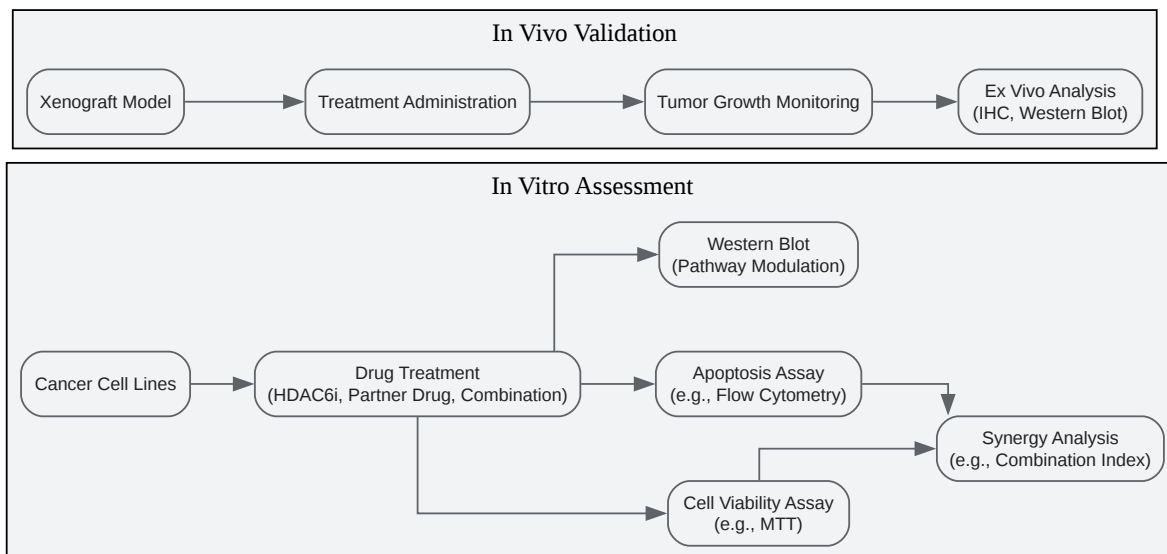 In Vivo Validation
Xenograft Model
Treatment Administration
Tumor Growth Monitoring
Ex Vivo Analysis
(IHC, Western Blot)
In Vitro Assessment
Western Blot
(Pathway Modulation)
Cancer Cell Lines
Drug Treatment
(HDAC6i, Partner Drug, Combination)
Apoptosis Assay
(e.g., Flow Cytometry)
Synergy Analysis
(e.g., Combination Index)
Cell Viability Assay
(e.g., MTT)